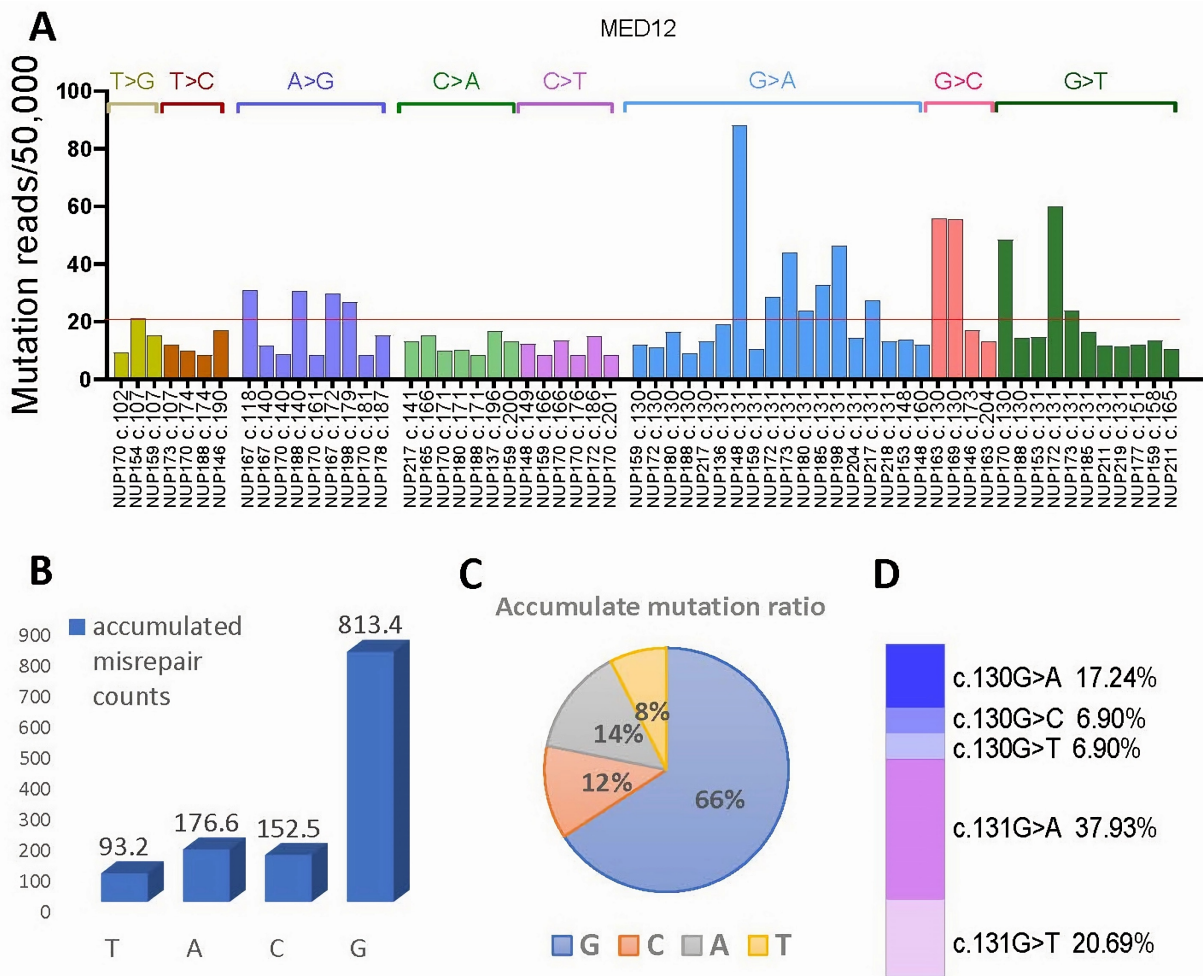 A
MED12
Mutation reads/50,000
T>G
T>C
A>G
C>A
C>T
G>A
G>C
G>T
100
80
60
40
20
0
NUP170 c.102
NUP154 c.107
NUP159 c.107
NUP173 c.107
NUP170 c.174
NUP188 c.174
NUP146 c.190
NUP167 c.118
NUP167 c.140
NUP170 c.140
NUP188 c.140
NUP170 c.161
NUP167 c.172
NUP198 c.179
NUP170 c.181
NUP178 c.187
NUP217 c.141
NUP165 c.166
NUP170 c.171
NUP180 c.171
NUP188 c.171
NUP137 c.196
NUP159 c.200
NUP148 c.149
NUP159 c.166
NUP170 c.166
NUP170 c.176
NUP172 c.186
NUP170 c.201
NUP59 c.130
NUP172 c.130
NUP180 c.130
NUP188 c.130
NUP217 c.130
NUP136 c.131
NUP148 c.131
NUP159 c.131
NUP172 c.131
NUP173 c.131
NUP180 c.131
NUP185 c.131
NUP198 c.131
NUP204 c.131
NUP217 c.131
NUP218 c.131
NUP153 c.148
NUP148 c.160
NUP163 c.130
NUP169 c.130
NUP146 c.173
NUP163 c.204
NUP170 c.130
NUP188 c.130
NUP153 c.131
NUP172 c.131
NUP173 c.131
NUP185 c.131
NUP211 c.131
NUP219 c.131
NUP177 c.151
NUP159 c.158
NUP211 c.165
B
900
800
700
600
500
400
300
200
100
0
accumulated
misrepair
counts
93.2
176.6
152.5
813.4
T
A
C
G
C
Accumulate mutation ratio
8%
14%
12%
66%
G
C
A
T
D
c.130G>A 17.24%
c.130G>C 6.90%
c.130G>T 6.90%
c.131G>A 37.93%
c.131G>T 20.69%